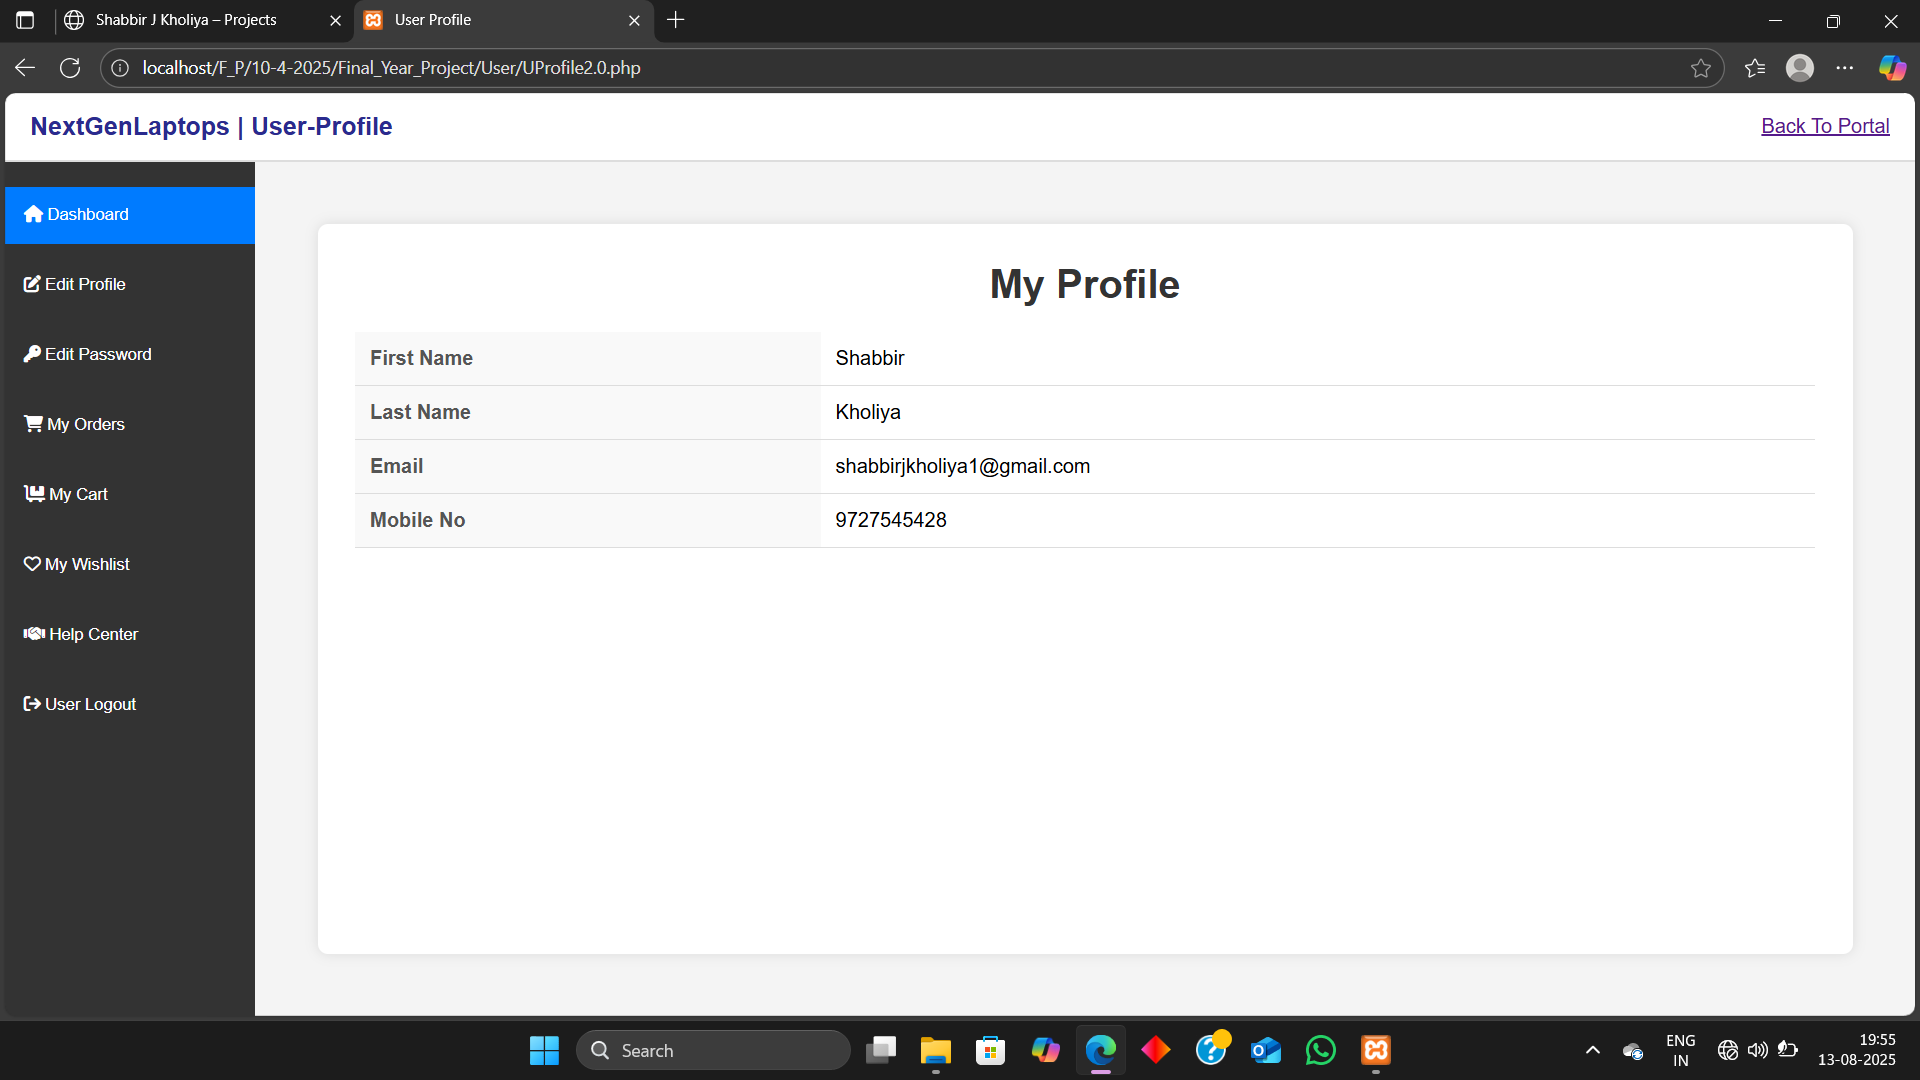 Shabbir J Kholiya – Projects
User Profile
localhost/F_P/10-4-2025/Final_Year_Project/User/UProfile2.0.php
NextGenLaptops | User-Profile
Back To Portal
Dashboard
Edit Profile
Edit Password
My Orders
My Cart
My Wishlist
Help Center
User Logout
My Profile
First Name Shabbir
Last Name Kholiya
Email shabbirjkholiya1@gmail.com
Mobile No 9727545428
Search
ENG
IN
19:55
13-08-2025